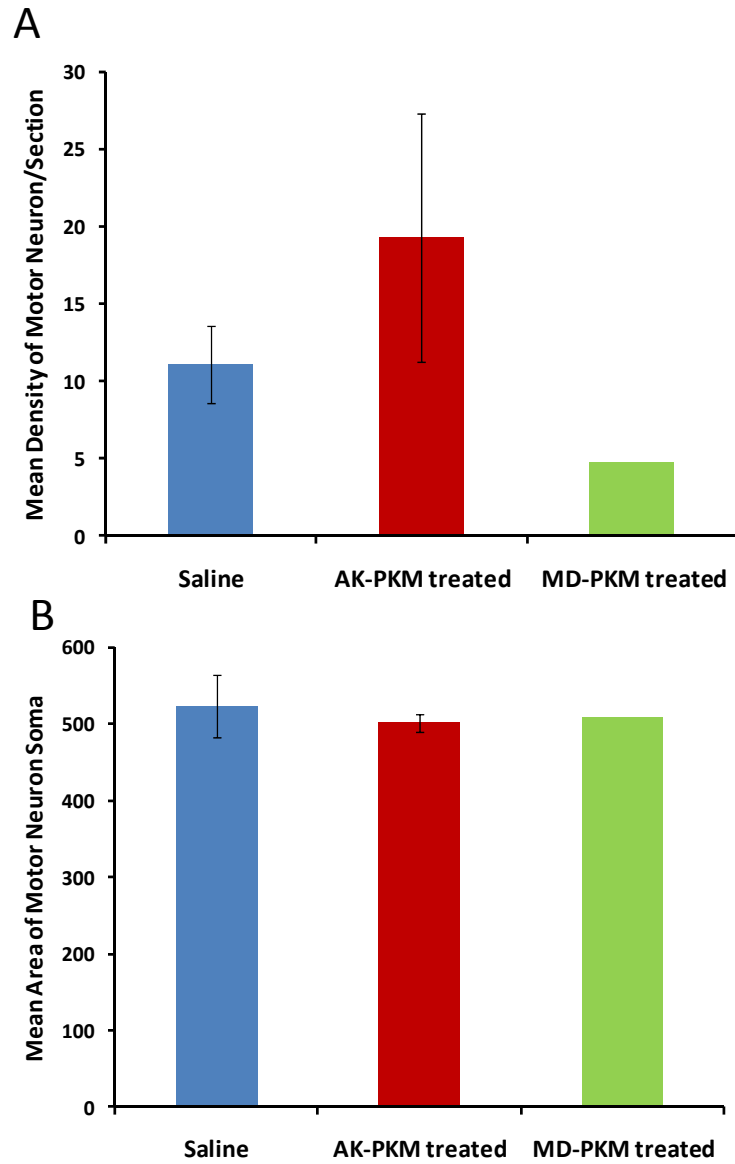 A
Mean Density of Motor Neuron/Section
30
25
20
15
10
5
0
Saline
AK-PKM treated
MD-PKM treated
B
Mean Area of Motor Neuron Soma
600
500
400
300
200
100
0
Saline
AK-PKM treated
MD-PKM treated